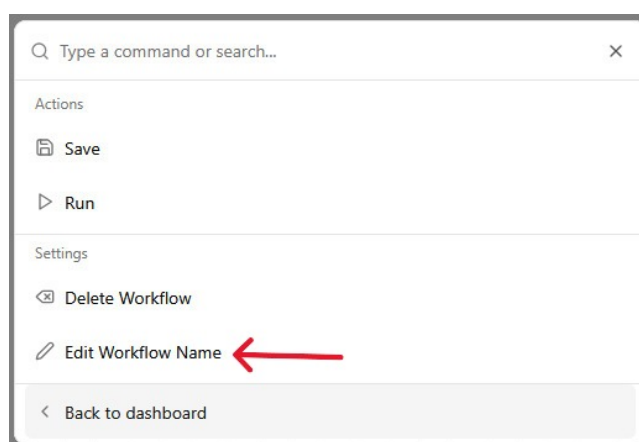 Type a command or search...
Actions
Save
Run
Settings
Delete Workflow
Edit Workflow Name
Back to dashboard